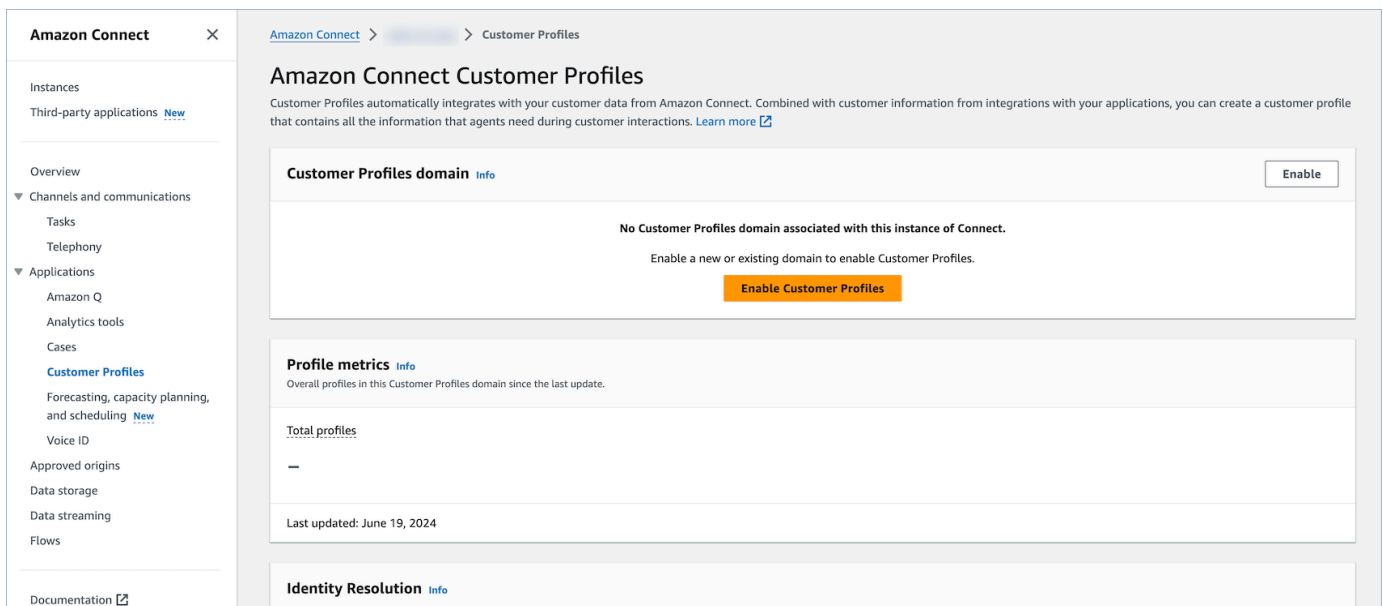 Amazon Connect
Instances
Third-party applications New
Overview
Channels and communications
Tasks
Telephony
Applications
Amazon Q
Analytics tools
Cases
Customer Profiles
Forecasting, capacity planning,
and scheduling New
Voice ID
Approved origins
Data storage
Data streaming
Flows
Documentation
Amazon Connect > > Customer Profiles
Amazon Connect Customer Profiles
Customer Profiles automatically integrates with your customer data from Amazon Connect. Combined with customer information from integrations with your applications, you can create a customer profile
that contains all the information that agents need during customer interactions. Learn more
Customer Profiles domain Info
Enable
No Customer Profiles domain associated with this instance of Connect.
Enable a new or existing domain to enable Customer Profiles.
Enable Customer Profiles
Profile metrics Info
Overall profiles in this Customer Profiles domain since the last update.
Total profiles
–
Last updated: June 19, 2024
Identity Resolution Info